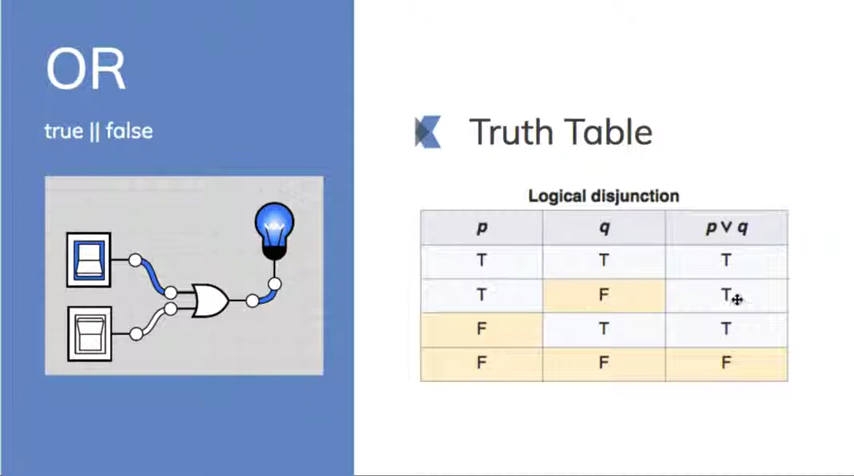 OR
true || false
Truth Table
Logical disjunction
p q p ∨ q
T T T
T F T
F T T
F F F